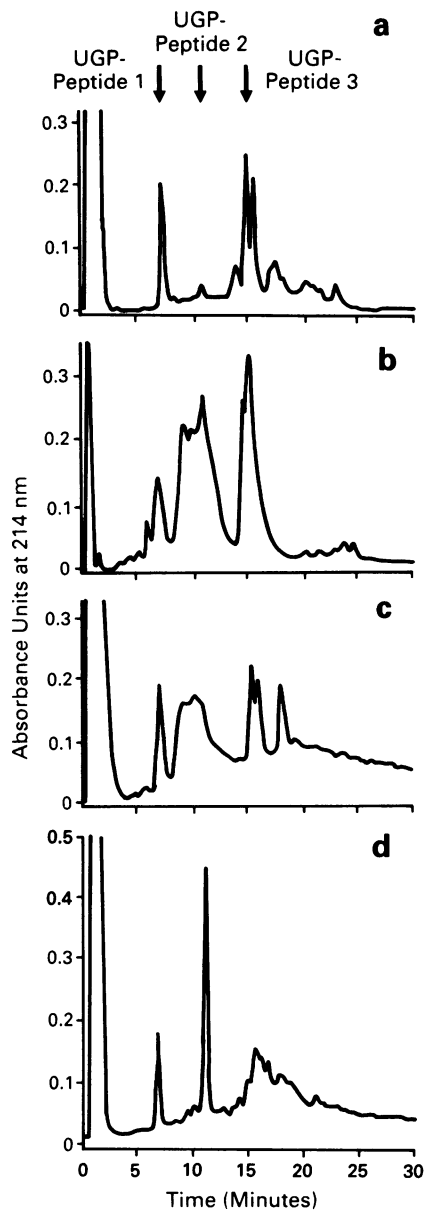 a
UGP-
Peptide 2
UGP-
Peptide 1
UGP-
Peptide 3
0.3
0.2
0.1
0
b
0.3
0.2
0.1
0
Absorbance Units at 214 nm
c
0.3
0.2
0.1
0
d
0.5
0.4
0.3
0.2
0.1
0
0 5 10 15 20 25 30
Time (Minutes)